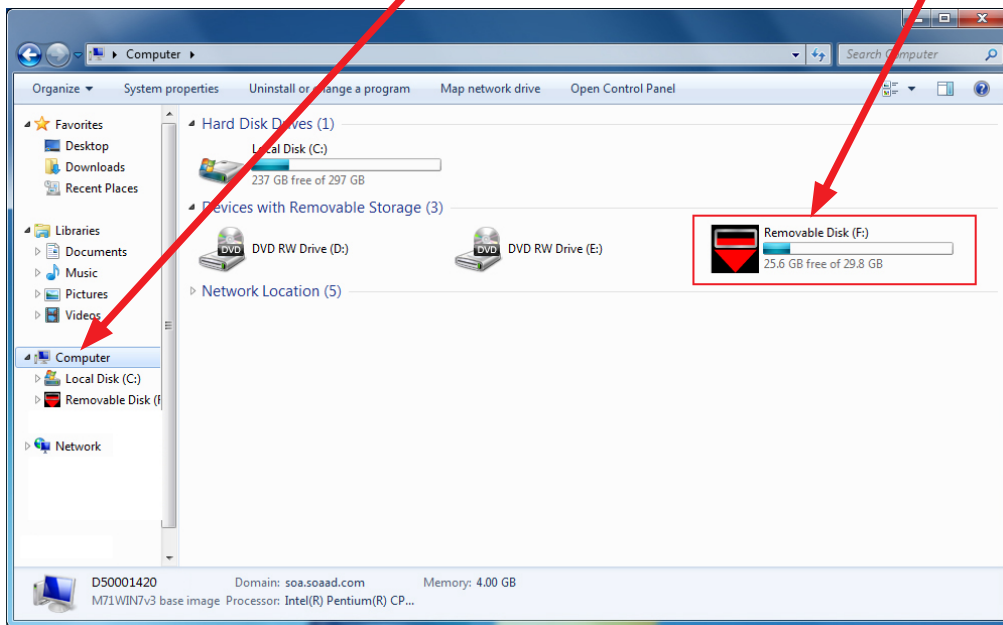 Computer
Search Computer
Organize
System properties
Uninstall or change a program
Map network drive
Open Control Panel
Favorites
Desktop
Downloads
Recent Places
Libraries
Documents
Music
Pictures
Videos
Computer
Local Disk (C:)
Removable Disk (F
Network
Hard Disk Drives (1)
Local Disk (C:)
237 GB free of 297 GB
Devices with Removable Storage (3)
DVD RW Drive (D:)
DVD RW Drive (E:)
Removable Disk (F:)
25.6 GB free of 29.8 GB
Network Location (5)
D50001420 Domain: soa.soaad.com Memory: 4.00 GB
M71WIN7v3 base image Processor: Intel(R) Pentium(R) CP...